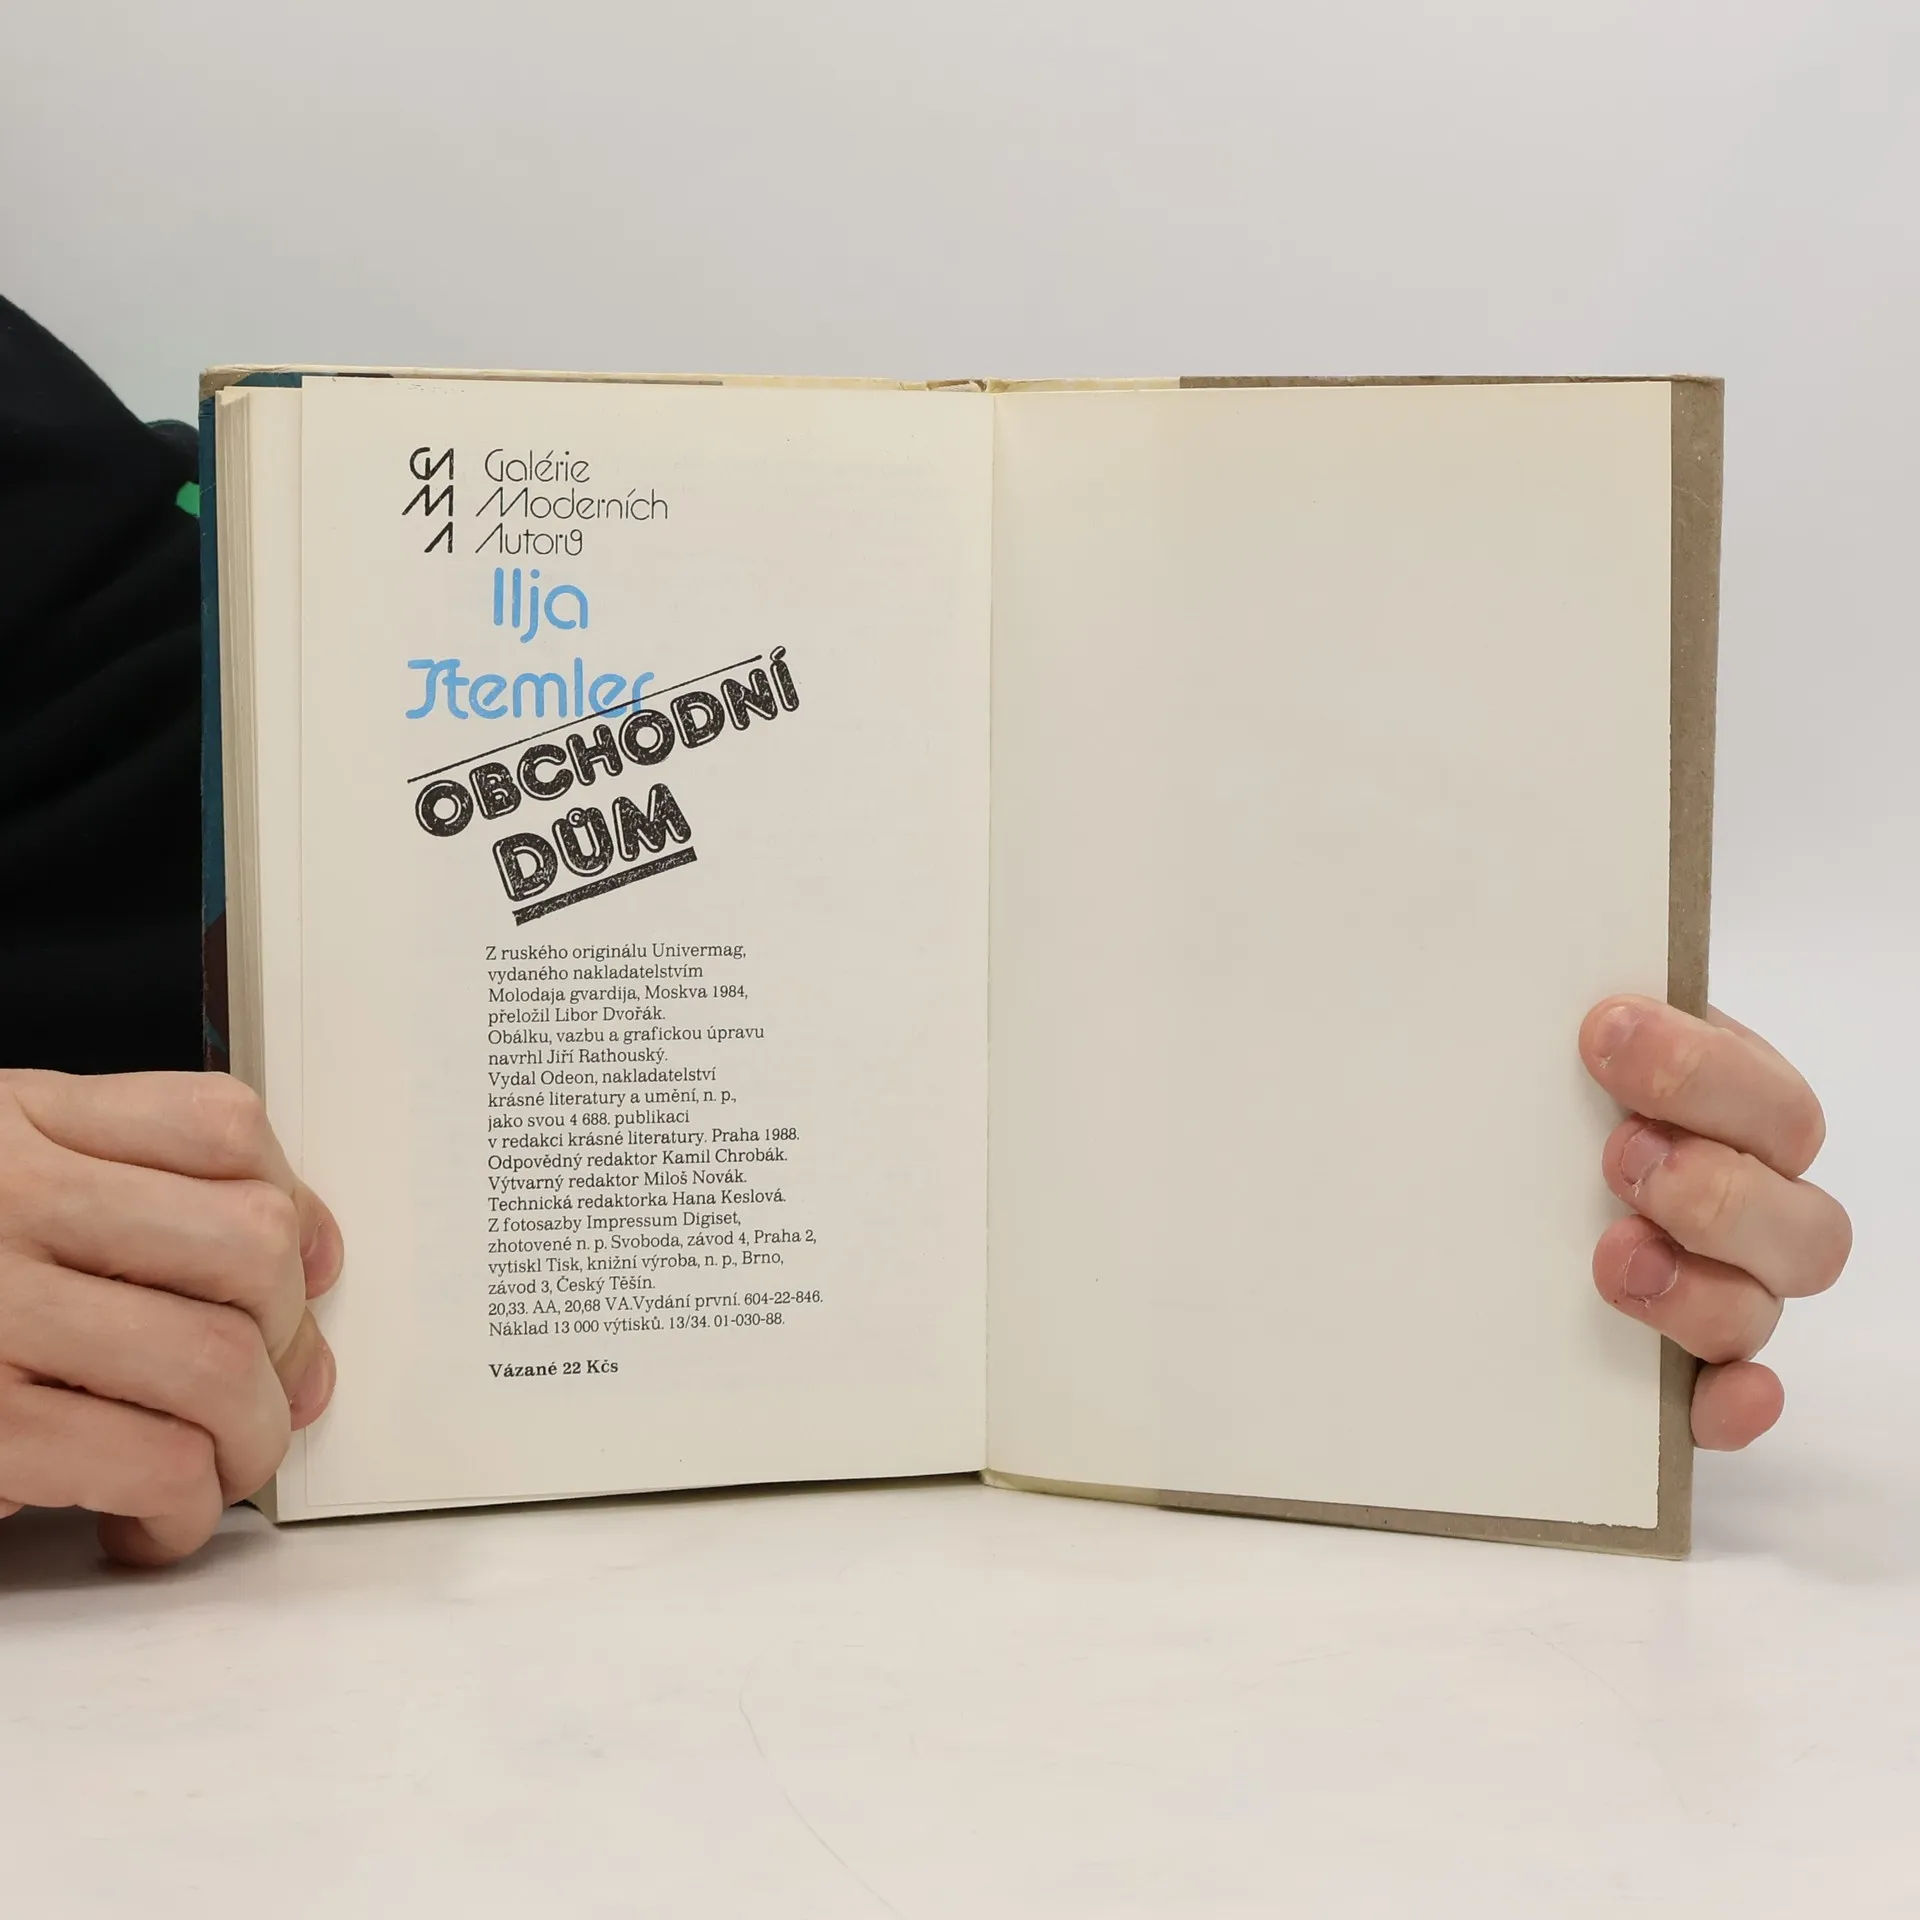 GA Galérie
M Moderních
A Autorů
Ilja
Štemler
OBCHODNÍ
DŮM
Z ruského originálu Univermag,
vydaného nakladatelstvím
Molodaja gvardija, Moskva 1984,
přeložil Libor Dvořák.
Obálku, vazbu a grafickou úpravu
navrhl Jiří Rathouský.
Vydal Odeon, nakladatelství
krásné literatury a umění, n. p.,
jako svou 4 688. publikaci
v redakci krásné literatury. Praha 1988.
Odpovědný redaktor Kamil Chrobák.
Výtvarný redaktor Miloš Novák.
Technická redaktorka Hana Keslová.
Z fotosazby Impressum Digiset,
zhotovené n. p. Svoboda, závod 4, Praha 2,
vytiskl Tisk, knižní výroba, n. p., Brno,
závod 3, Český Těšín.
20,33. AA, 20,68 VA.Vydání první. 604-22-846.
Náklad 13 000 výtisků. 13/34. 01-030-88.
Vázané 22 Kčs